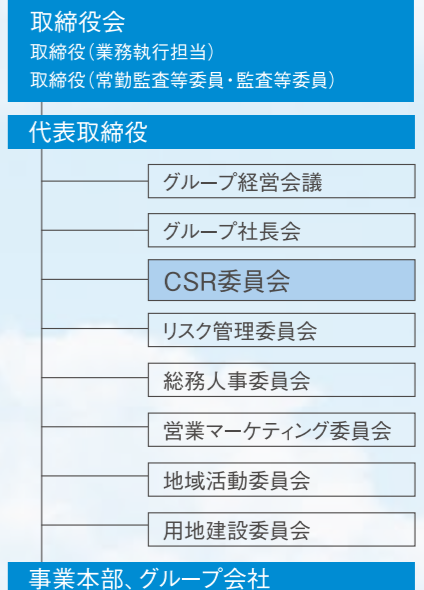 取締役会
取締役（業務執行担当）
取締役（常勤監査等委員・監査等委員）
代表取締役
グループ経営会議
グループ社長会
CSR委員会
リスク管理委員会
総務人事委員会
営業マーケティング委員会
地域活動委員会
用地建設委員会
事業本部、グループ会社